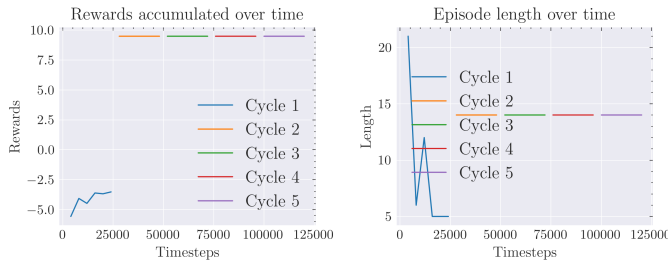 Rewards accumulated over time
Rewards
10.0
7.5
5.0
2.5
0.0
−2.5
−5.0
Cycle 1
Cycle 2
Cycle 3
Cycle 4
Cycle 5
0 25000 50000 75000 100000 125000
Timesteps
Episode length over time
Length
20
15
10
5
Cycle 1
Cycle 2
Cycle 3
Cycle 4
Cycle 5
0 25000 50000 75000 100000 125000
Timesteps